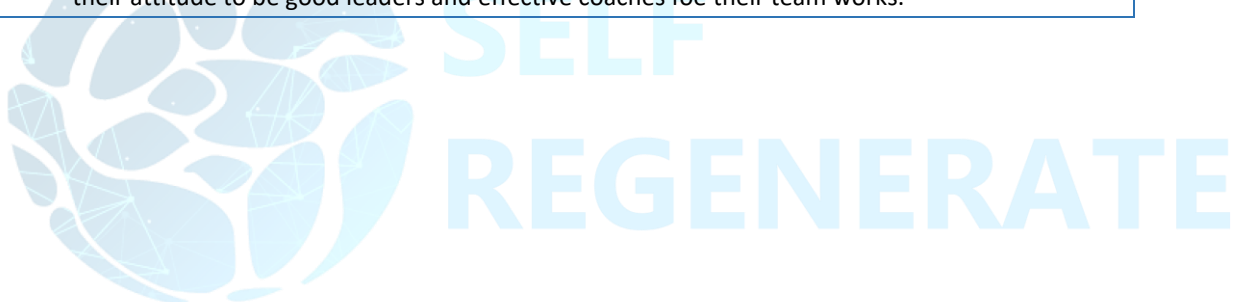 their attitude to be good leaders and effective coaches foe their team works.
SELF
REGENERATE